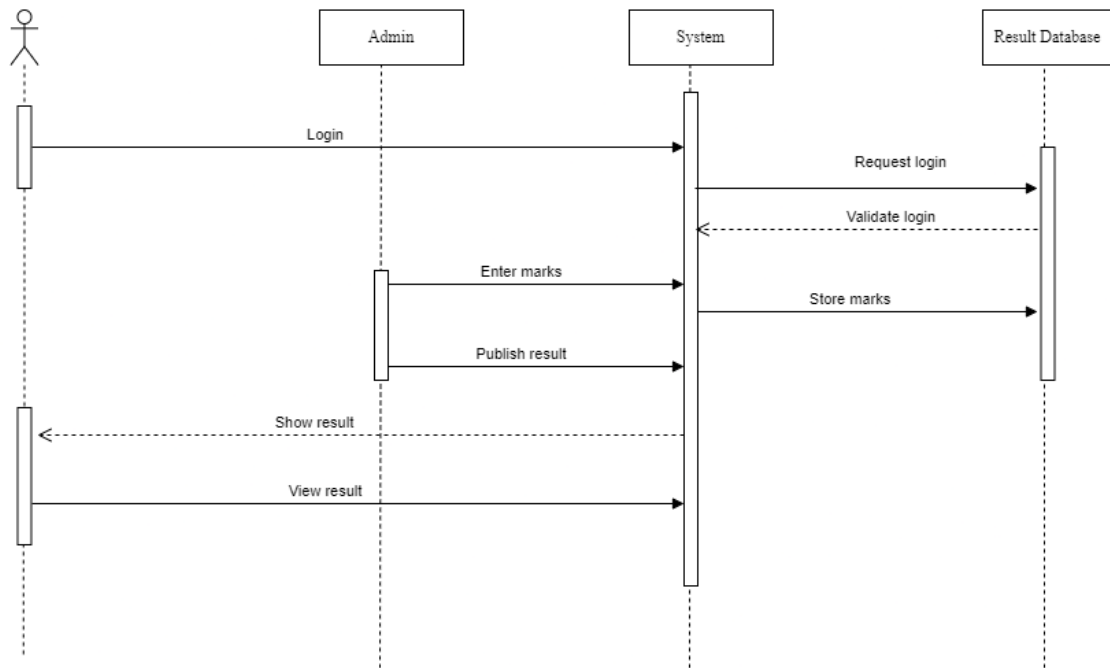 Admin
System
Result Database
Login
Request login
Validate login
Enter marks
Store marks
Publish result
Show result
View result